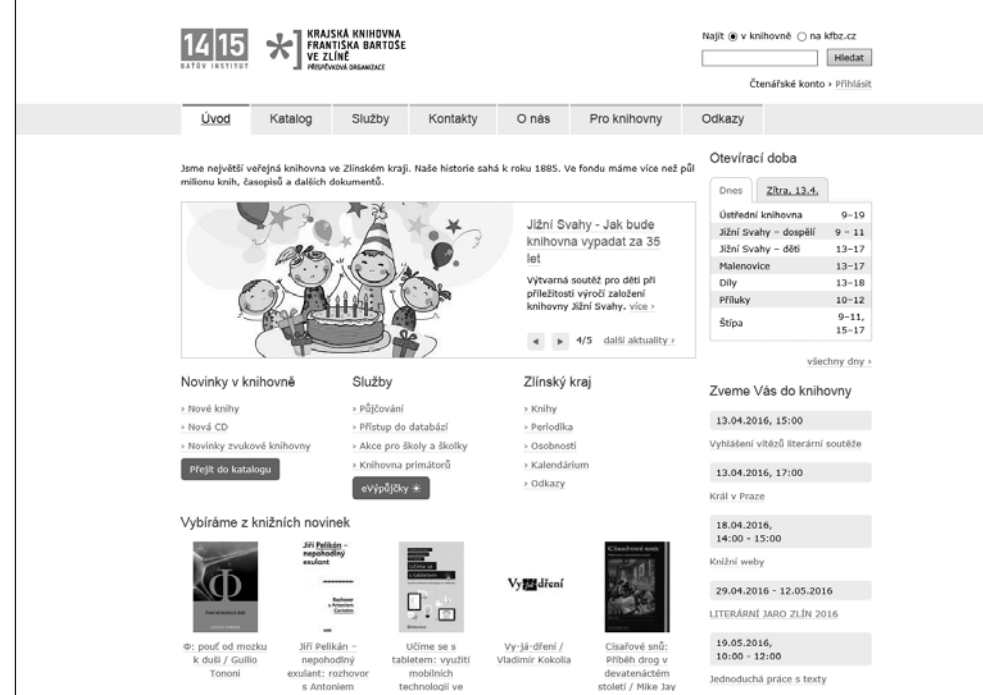 14|15
BAŤŮV INSTITUT
KRAJSKÁ KNIHOVNA
FRANTIŠKA BARTOŠE
VE ZLÍNĚ
PŘÍSPĚVKOVÁ ORGANIZACE
Najít v knihovně na kfbz.cz
Hledat
Čtenářské konto › Přihlásit
Úvod Katalog Služby Kontakty O nás Pro knihovny Odkazy
Jsme největší veřejná knihovna ve Zlínském kraji. Naše historie sahá k roku 1885. Ve fondu máme více než půl
milionu knih, časopisů a dalších dokumentů.
Jižní Svahy - Jak bude
knihovna vypadat za 35
let
Výtvarná soutěž pro děti při
příležitosti výročí založení
knihovny Jižní Svahy. více ›
4/5 další aktuality ›
Otevírací doba
Dnes Zítra, 13.4.
Ústřední knihovna 9–19
Jižní Svahy – dospělí 9 – 11
Jižní Svahy – děti 13–17
Malenovice 13–17
Díly 13–18
Příluky 10–12
Štípa 9–11,
15–17
všechny dny ›
Novinky v knihovně
› Nové knihy
› Nová CD
› Novinky zvukové knihovny
Přejít do katalogu
Služby
› Půjčování
› Přístup do databází
› Akce pro školy a školky
› Knihovna primátorů
eVýpůjčky
Zlínský kraj
› Knihy
› Periodika
› Osobnosti
› Kalendárium
› Odkazy
Zveme Vás do knihovny
13.04.2016, 15:00
Vyhlášení vítězů literární soutěže
13.04.2016, 17:00
Král v Praze
18.04.2016,
14:00 - 15:00
Knižní weby
29.04.2016 - 12.05.2016
LITERÁRNÍ JARO ZLÍN 2016
19.05.2016,
10:00 - 12:00
Jednoduchá práce s texty
Vybíráme z knižních novinek
Φ
Jiří Pelikán –
nepohodlný
exulant
Rozhovor
s Antoniem
Učíme se
s tabletem
Vy-já-dření
Císařové snů
Φ: pouť od mozku
k duši / Guilio
Tononi
Jiří Pelikán –
nepohodlný
exulant: rozhovor
s Antoniem
Učíme se s
tabletem: využití
mobilních
technologií ve
Vy-já-dření /
Vladimír Kokolia
Císařové snů:
Příběh drog v
devatenáctém
století / Mike Jay